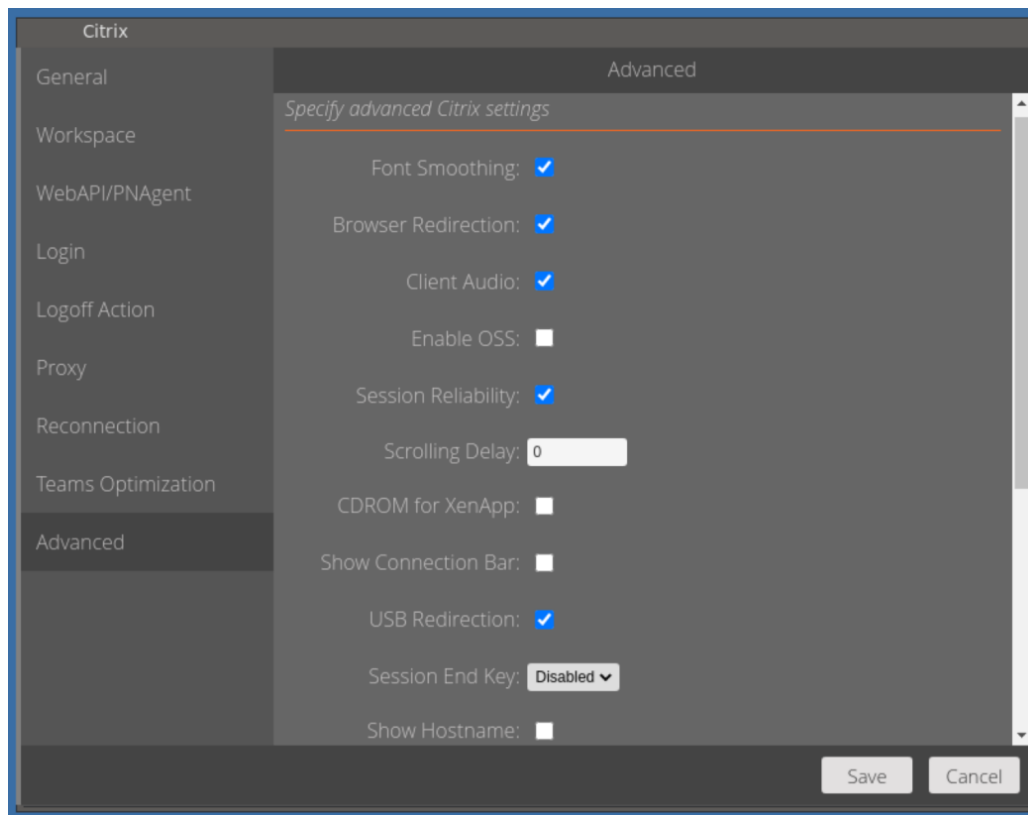 Citrix
General
Workspace
WebAPI/PNAgent
Login
Logoff Action
Proxy
Reconnection
Teams Optimization
Advanced
Advanced
Specify advanced Citrix settings
Font Smoothing:
Browser Redirection:
Client Audio:
Enable OSS:
Session Reliability:
Scrolling Delay: 0
CDROM for XenApp:
Show Connection Bar:
USB Redirection:
Session End Key: Disabled
Show Hostname:
Save Cancel